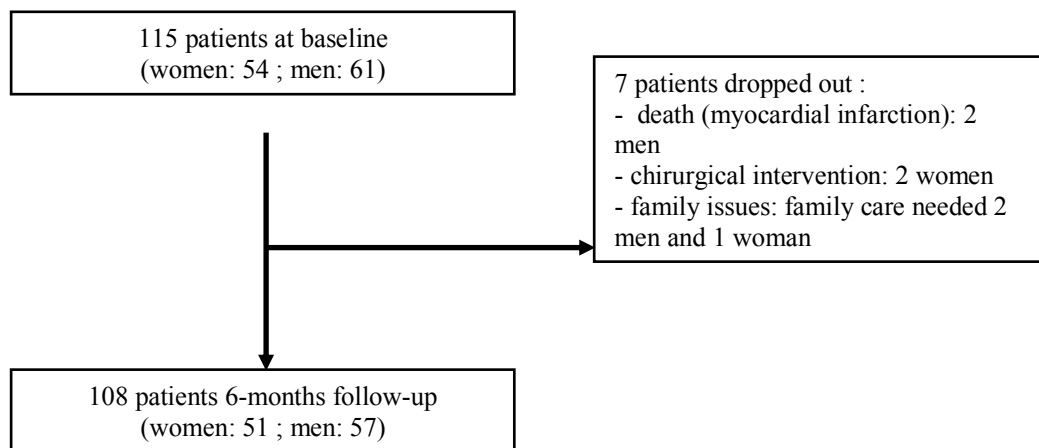 115 patients at baseline
(women: 54 ; men: 61)
7 patients dropped out :
- death (myocardial infarction): 2
men
- chirurgical intervention: 2 women
- family issues: family care needed 2
men and 1 woman
108 patients 6-months follow-up
(women: 51 ; men: 57)